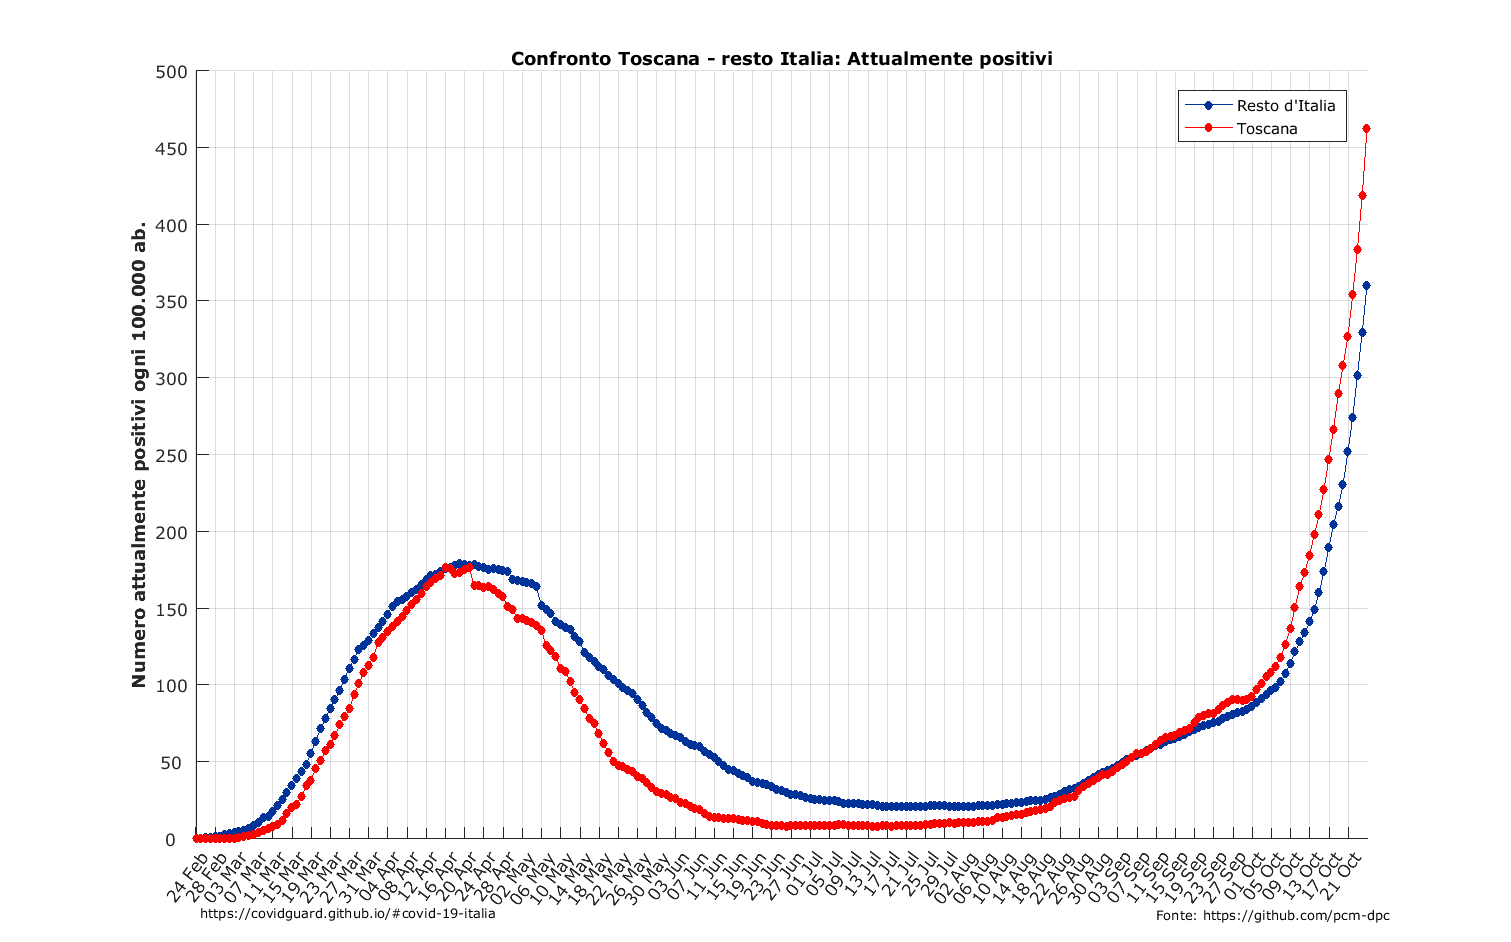 Confronto Toscana - resto Italia: Attualmente positivi
Resto d'Italia
Toscana
Numero attualmente positivi ogni 100.000 ab.
500
450
400
350
300
250
200
150
100
50
0
24 Feb
28 Feb
03 Mar
07 Mar
11 Mar
15 Mar
19 Mar
23 Mar
27 Mar
31 Mar
04 Apr
08 Apr
12 Apr
16 Apr
20 Apr
24 Apr
28 Apr
02 May
06 May
10 May
14 May
18 May
22 May
26 May
30 May
03 Jun
07 Jun
11 Jun
15 Jun
19 Jun
23 Jun
27 Jun
01 Jul
05 Jul
09 Jul
13 Jul
17 Jul
21 Jul
25 Jul
29 Jul
02 Aug
06 Aug
10 Aug
14 Aug
18 Aug
22 Aug
26 Aug
30 Aug
03 Sep
07 Sep
11 Sep
15 Sep
19 Sep
23 Sep
27 Sep
01 Oct
05 Oct
09 Oct
13 Oct
17 Oct
21 Oct
https://covidguard.github.io/#covid-19-italia
Fonte: https://github.com/pcm-dpc